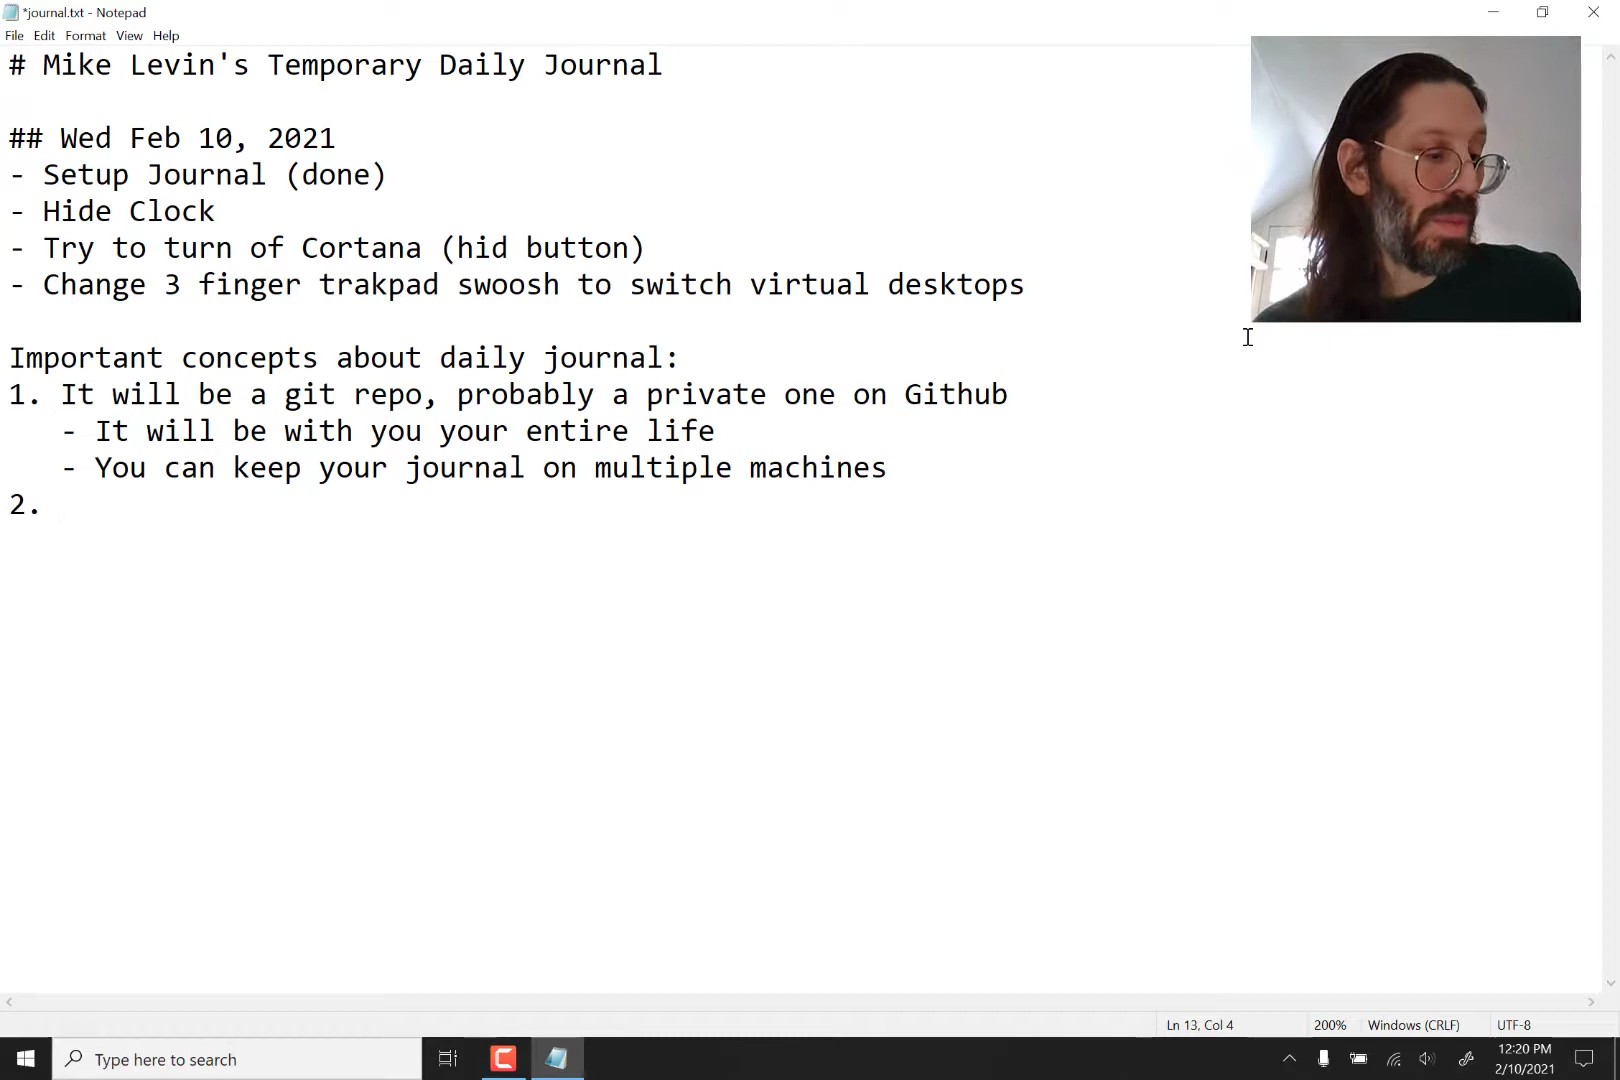 *journal.txt - Notepad
File Edit Format View Help
# Mike Levin's Temporary Daily Journal
## Wed Feb 10, 2021
- Setup Journal (done)
- Hide Clock
- Try to turn of Cortana (hid button)
- Change 3 finger trakpad swoosh to switch virtual desktops
Important concepts about daily journal:
1. It will be a git repo, probably a private one on Github
- It will be with you your entire life
- You can keep your journal on multiple machines
2.
Ln 13, Col 4 200% Windows (CRLF) UTF-8
Type here to search
12:20 PM
2/10/2021